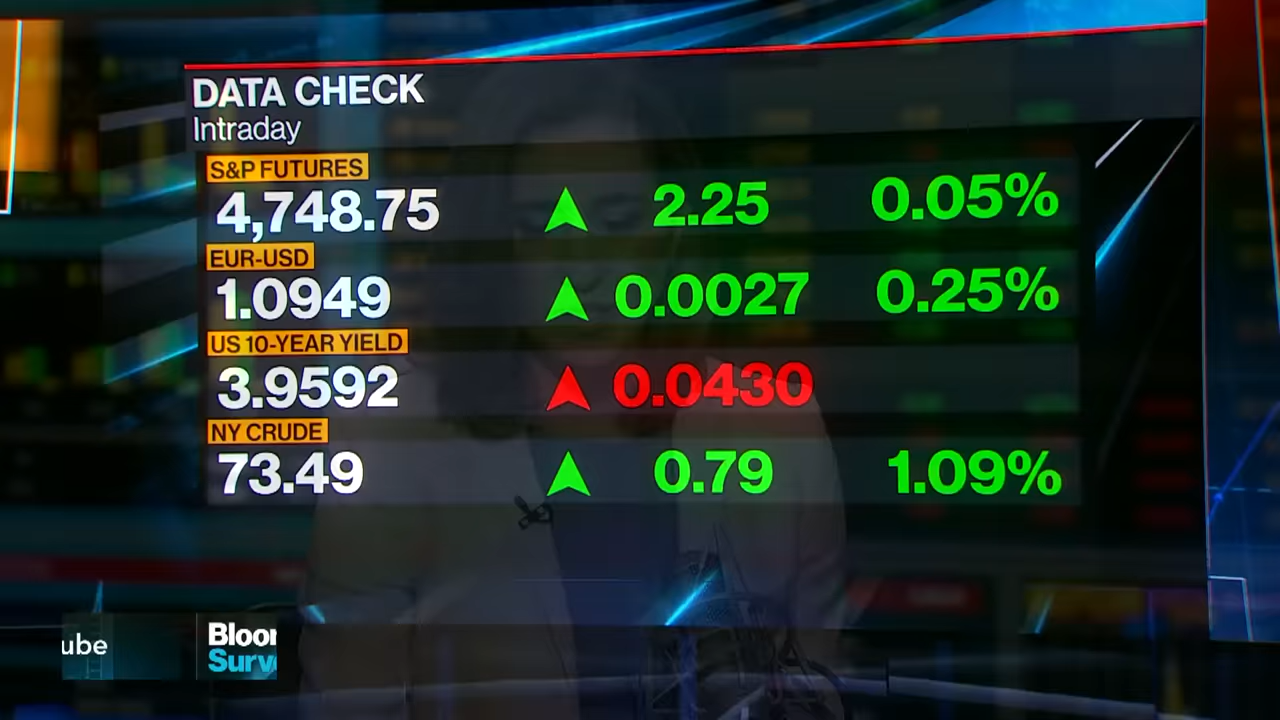 DATA CHECK
Intraday
S&P FUTURES
4,748.75 2.25 0.05%
EUR-USD
1.0949 0.0027 0.25%
US 10-YEAR YIELD
3.9592 0.0430
NY CRUDE
73.49 0.79 1.09%
ube
Bloor
Surve